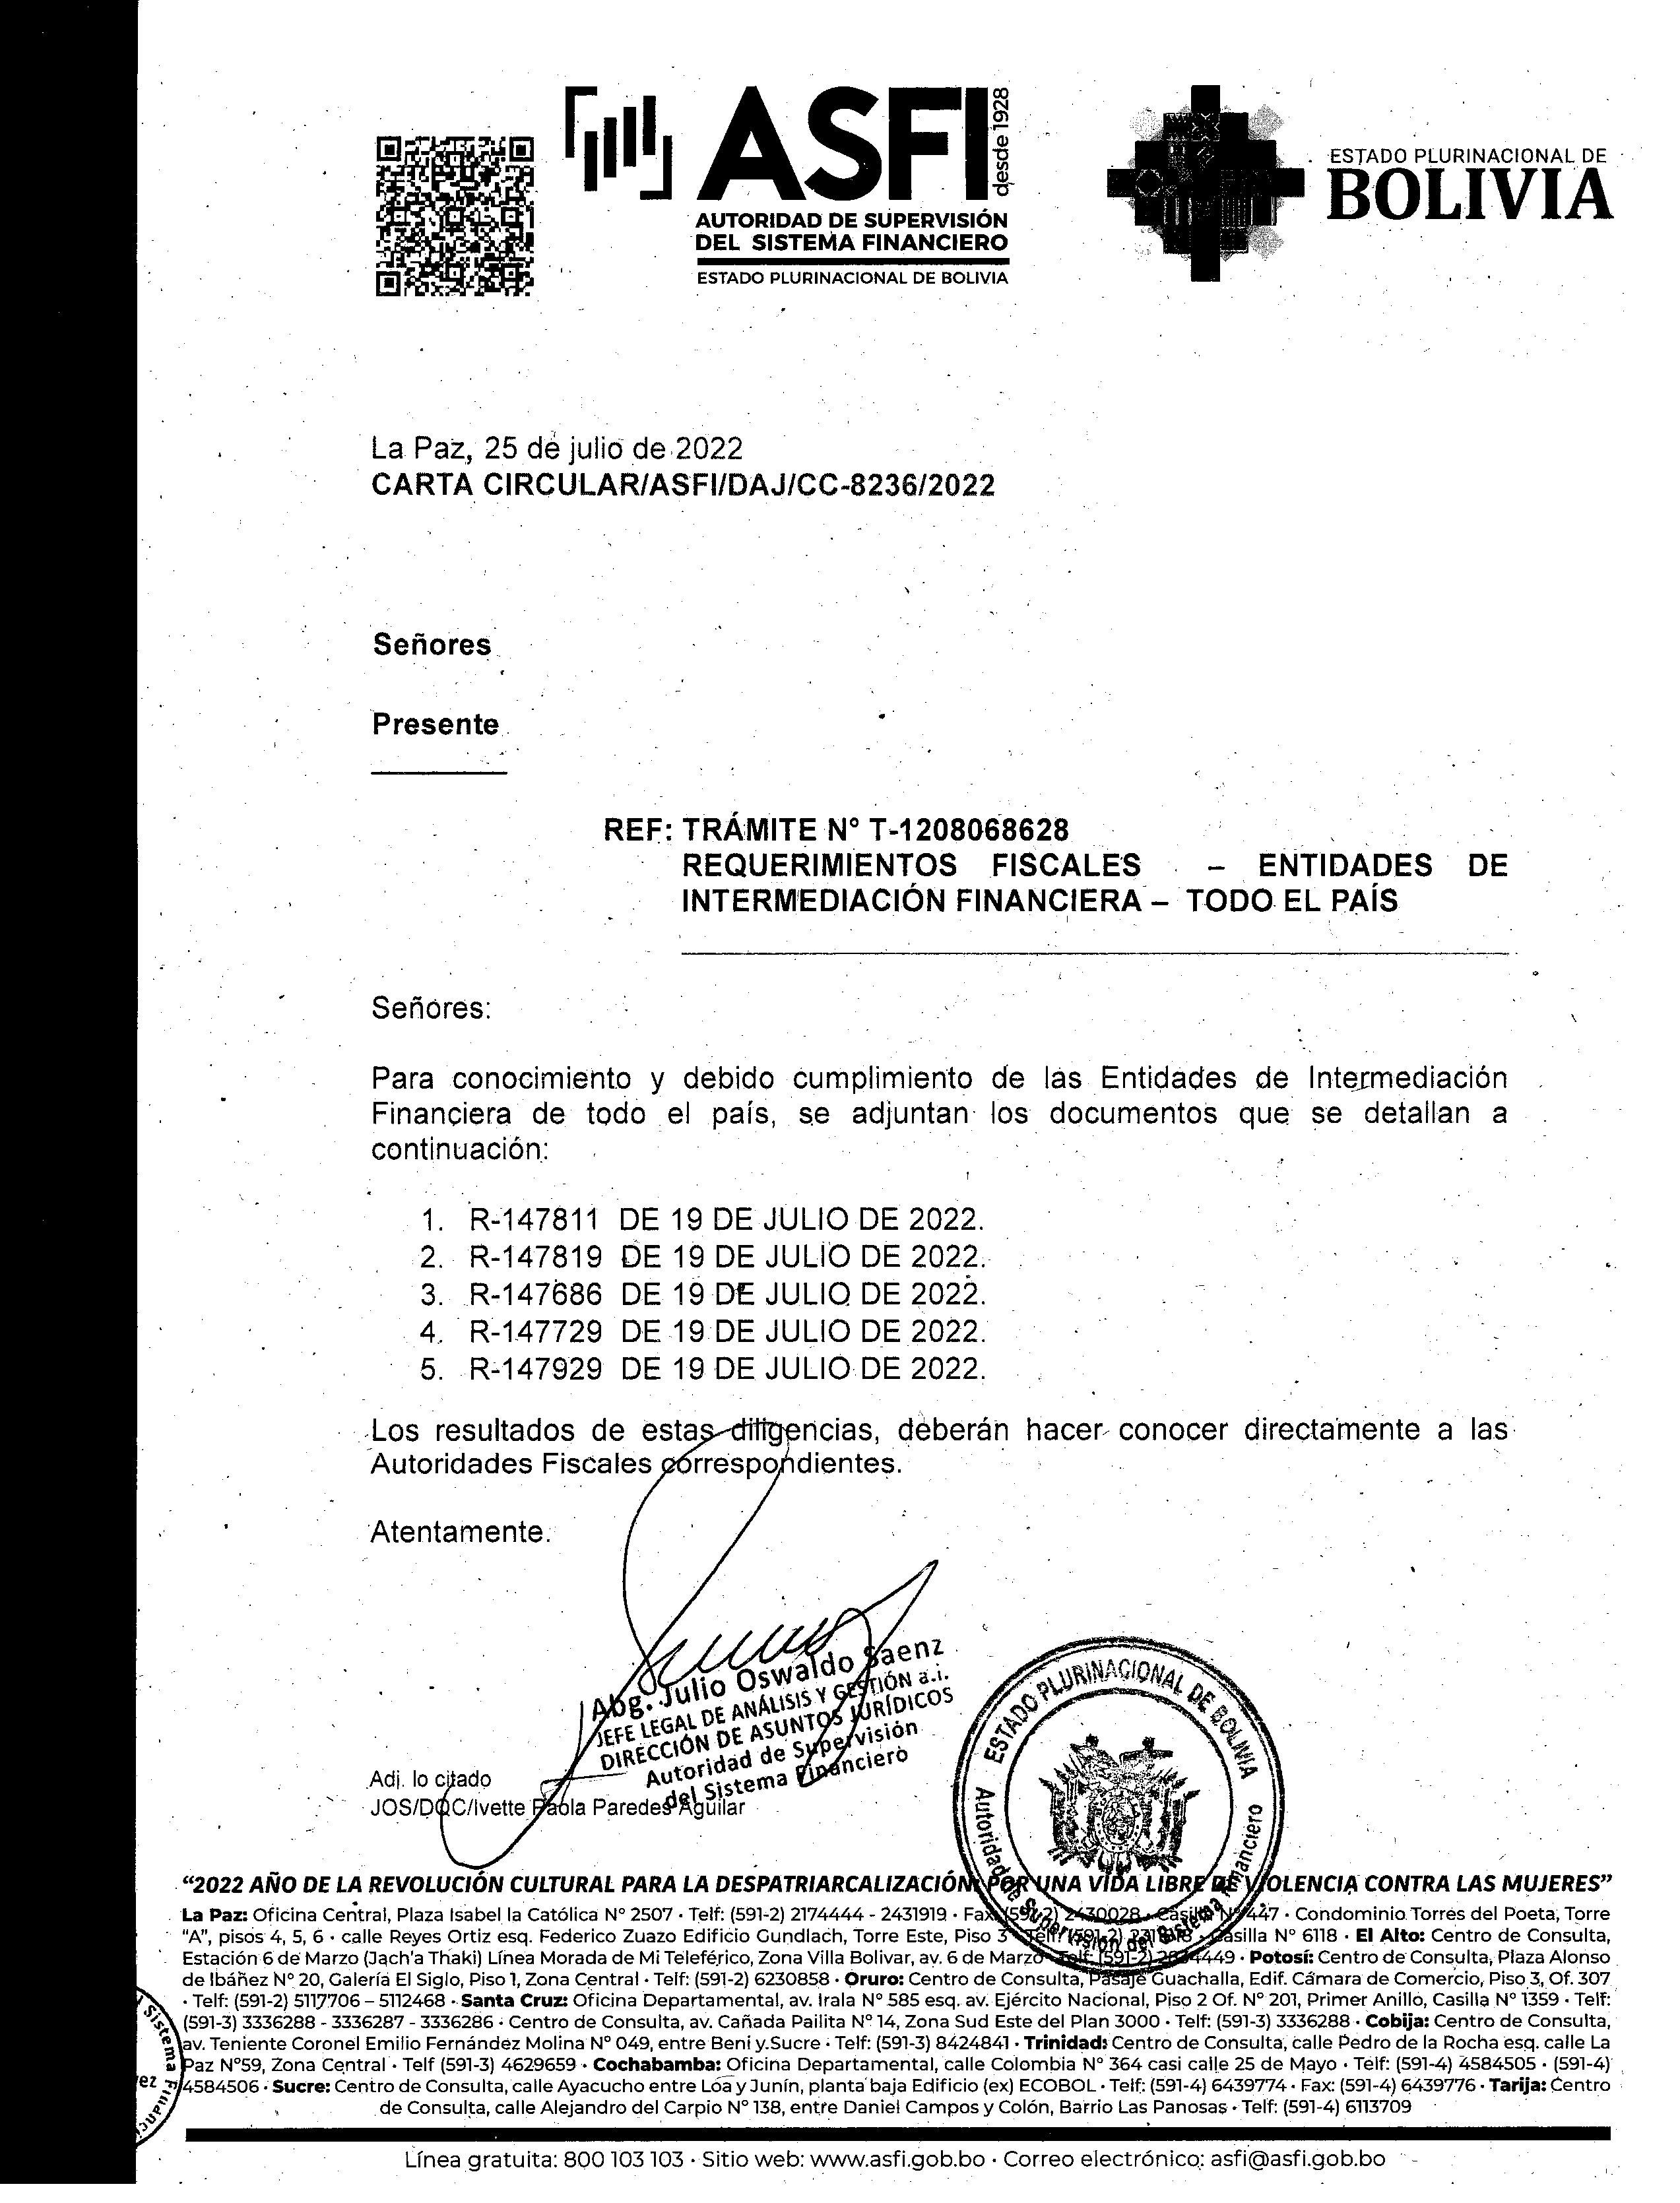 ASFI
desde 1928
AUTORIDAD DE SUPERVISIÓN
DEL SISTEMA FINANCIERO
ESTADO PLURINACIONAL DE BOLIVIA
ESTADO PLURINACIONAL DE
BOLIVIA
La Paz, 25 de julio de 2022
CARTA CIRCULAR/ASFI/DAJ/CC-8236/2022
Señores
Presente
REF: TRÁMITE N° T-1208068628
REQUERIMIENTOS FISCALES – ENTIDADES DE
INTERMEDIACIÓN FINANCIERA – TODO EL PAÍS
Señores:
Para conocimiento y debido cumplimiento de las Entidades de Intermediación
Financiera de todo el país, se adjuntan los documentos que se detallan a
continuación:
1. R-147811 DE 19 DE JULIO DE 2022.
2. R-147819 DE 19 DE JULIO DE 2022.
3. R-147686 DE 19 DE JULIO DE 2022.
4. R-147729 DE 19 DE JULIO DE 2022.
5. R-147929 DE 19 DE JULIO DE 2022.
Los resultados de estas diligencias, deberán hacer conocer directamente a las
Autoridades Fiscales correspondientes.
Atentamente.
Abg. Julio Oswaldo Saenz
JEFE LEGAL DE ANÁLISIS Y GESTIÓN a.i.
DIRECCIÓN DE ASUNTOS JURÍDICOS
Autoridad de Supervisión
del Sistema Financiero
ESTADO PLURINACIONAL DE BOLIVIA
Autoridad de Supervisión del Sistema Financiero
Adj. lo citado
JOS/DOC/Ivette Paola Paredes Aguilar
“2022 AÑO DE LA REVOLUCIÓN CULTURAL PARA LA DESPATRIARCALIZACIÓN POR UNA VIDA LIBRE DE VIOLENCIA CONTRA LAS MUJERES”
La Paz: Oficina Central, Plaza Isabel la Católica N° 2507 · Telf: (591-2) 2174444 - 2431919 · Fax: (591-2) 2430028 · Casilla N° 447 · Condominio Torres del Poeta, Torre
"A", pisos 4, 5, 6 · calle Reyes Ortiz esq. Federico Zuazo Edificio Gundlach, Torre Este, Piso 3 · Telf: (591-2) Casilla N° 6118 · El Alto: Centro de Consulta,
Estación 6 de Marzo (Jach'a Thaki) Línea Morada de Mi Teleférico, Zona Villa Bolivar, av. 6 de Marzo · Telf: (591-2) · Potosí: Centro de Consulta, Plaza Alonso
de Ibáñez N° 20, Galería El Siglo, Piso 1, Zona Central · Telf: (591-2) 6230858 · Oruro: Centro de Consulta, Pasaje Guachalla, Edif. Cámara de Comercio, Piso 3, Of. 307
· Telf: (591-2) 5117706 – 5112468 · Santa Cruz: Oficina Departamental, av. Irala N° 585 esq. av. Ejército Nacional, Piso 2 Of. N° 201, Primer Anillo, Casilla N° 1359 · Telf:
(591-3) 3336288 - 3336287 - 3336286 · Centro de Consulta, av. Cañada Pailita N° 14, Zona Sud Este del Plan 3000 · Telf: (591-3) 3336288 · Cobija: Centro de Consulta,
av. Teniente Coronel Emilio Fernández Molina N° 049, entre Beni y Sucre · Telf: (591-3) 8424841 · Trinidad: Centro de Consulta, calle Pedro de la Rocha esq. calle La
Paz N°59, Zona Central · Telf (591-3) 4629659 · Cochabamba: Oficina Departamental, calle Colombia N° 364 casi calle 25 de Mayo · Telf: (591-4) 4584505 · (591-4)
4584506 · Sucre: Centro de Consulta, calle Ayacucho entre Loa y Junín, planta baja Edificio (ex) ECOBOL · Telf: (591-4) 6439774 · Fax: (591-4) 6439776 · Tarija: Centro
de Consulta, calle Alejandro del Carpio N° 138, entre Daniel Campos y Colón, Barrio Las Panosas · Telf: (591-4) 6113709
Línea gratuita: 800 103 103 · Sitio web: www.asfi.gob.bo · Correo electrónico: asfi@asfi.gob.bo